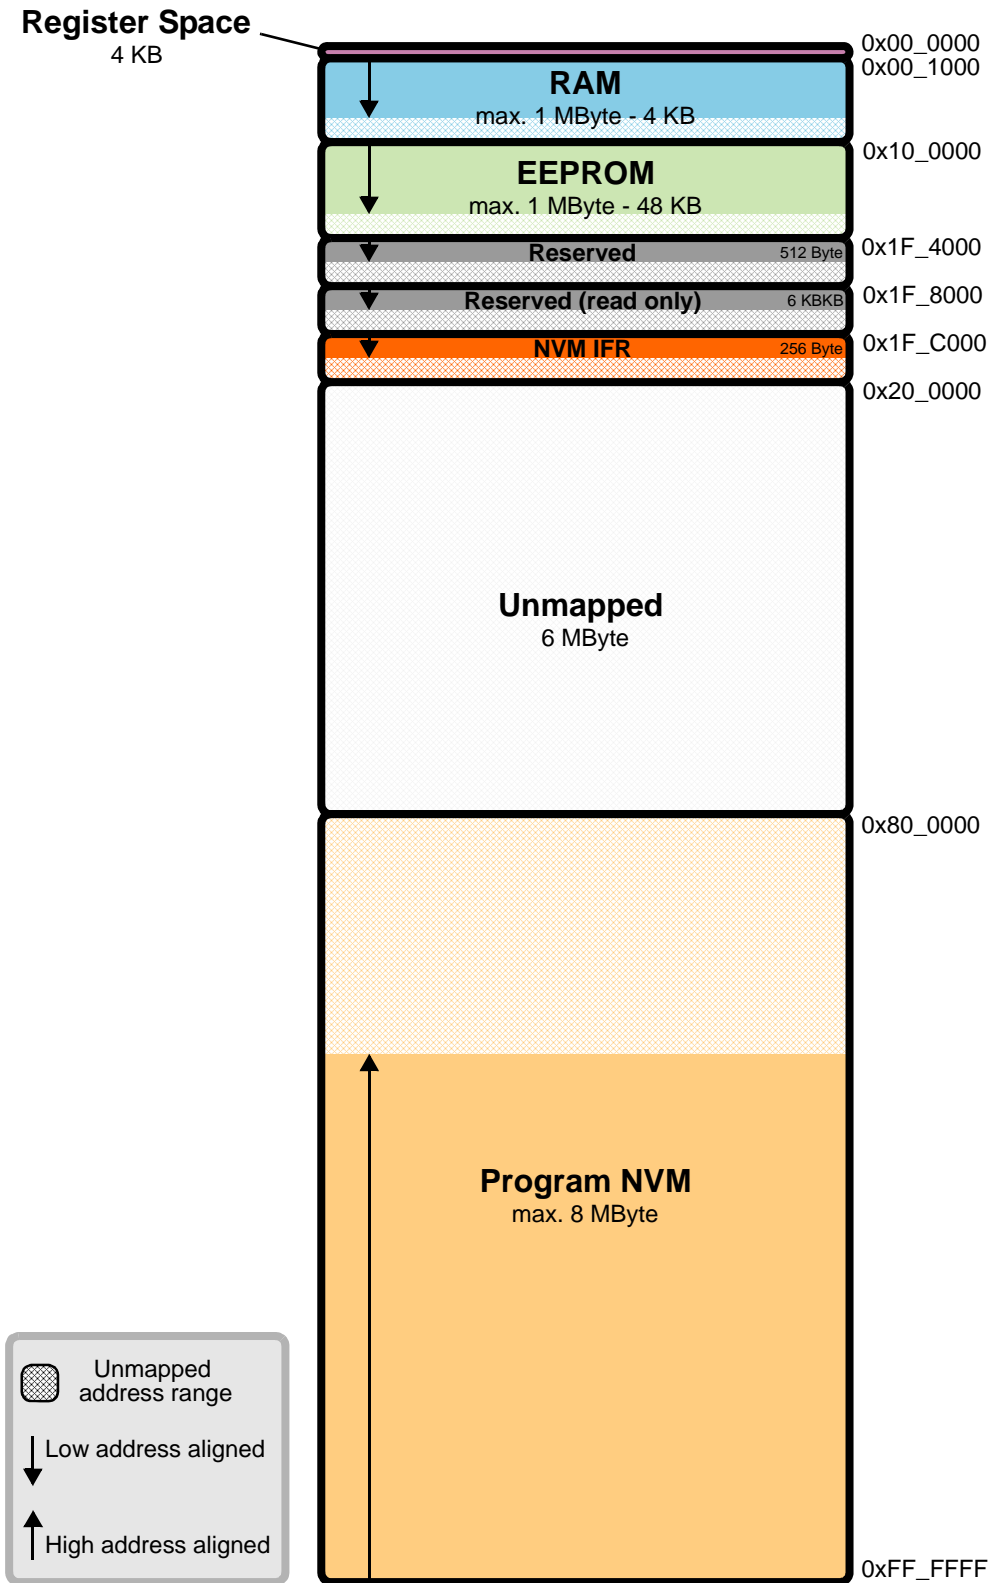 Register Space
4 KB
0x00_0000
0x00_1000
RAM
max. 1 MByte - 4 KB
0x10_0000
EEPROM
max. 1 MByte - 48 KB
0x1F_4000
Reserved 512 Byte
0x1F_8000
Reserved (read only) 6 KBKB
0x1F_C000
NVM IFR 256 Byte
0x20_0000
Unmapped
6 MByte
0x80_0000
Program NVM
max. 8 MByte
Unmapped
address range
Low address aligned
High address aligned
0xFF_FFFF